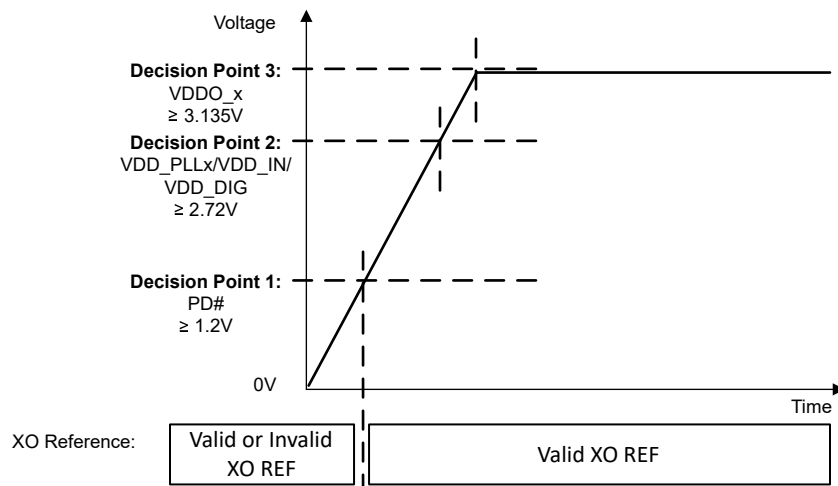 Voltage
Decision Point 3:
VDDO_x
≥ 3.135V
Decision Point 2:
VDD_PLLx/VDD_IN/
VDD_DIG
≥ 2.72V
Decision Point 1:
PD#
≥ 1.2V
0V
Time
XO Reference:
Valid or Invalid
XO REF
Valid XO REF